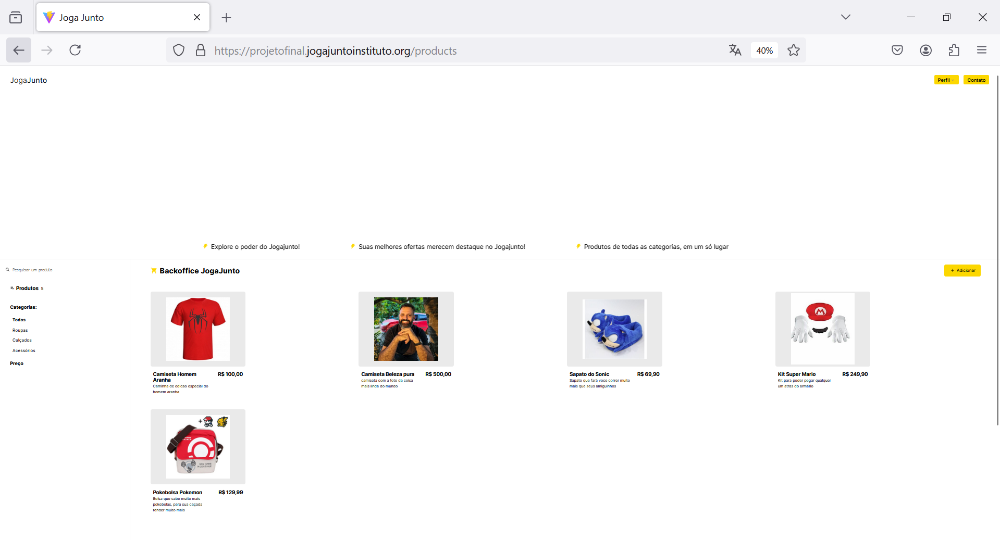 Joga Junto
https://projetofinal.jogajuntoinstituto.org/products
40%
JogaJunto
Perfil
Contato
Explore o poder do Jogajunto!
Suas melhores ofertas merecem destaque no Jogajunto!
Produtos de todas as categorias, em um só lugar
Pesquisar um produto
Backoffice JogaJunto
+ Adicionar
Produtos 5
Categorias:
Todos
Roupas
Calçados
Acessórios
Preço
Camiseta Homem
Aranha
R$ 100,00
Caminha de edicao especial do
homem aranha
Camiseta Beleza pura
R$ 500,00
camiseta com a foto da coisa
mais linda do mundo
Sapato do Sonic
R$ 69,90
Sapato que fará voce correr muito
mais que seus amiguinhos
M
Kit Super Mario
R$ 249,90
Kit para poder pegar qualquer
um atras do armário
NEW GAME
CONTINUE
Pokebolsa Pokemon
R$ 129,99
Bolsa que cabe muito mais
pokebolas, para sua caçada
render muito mais